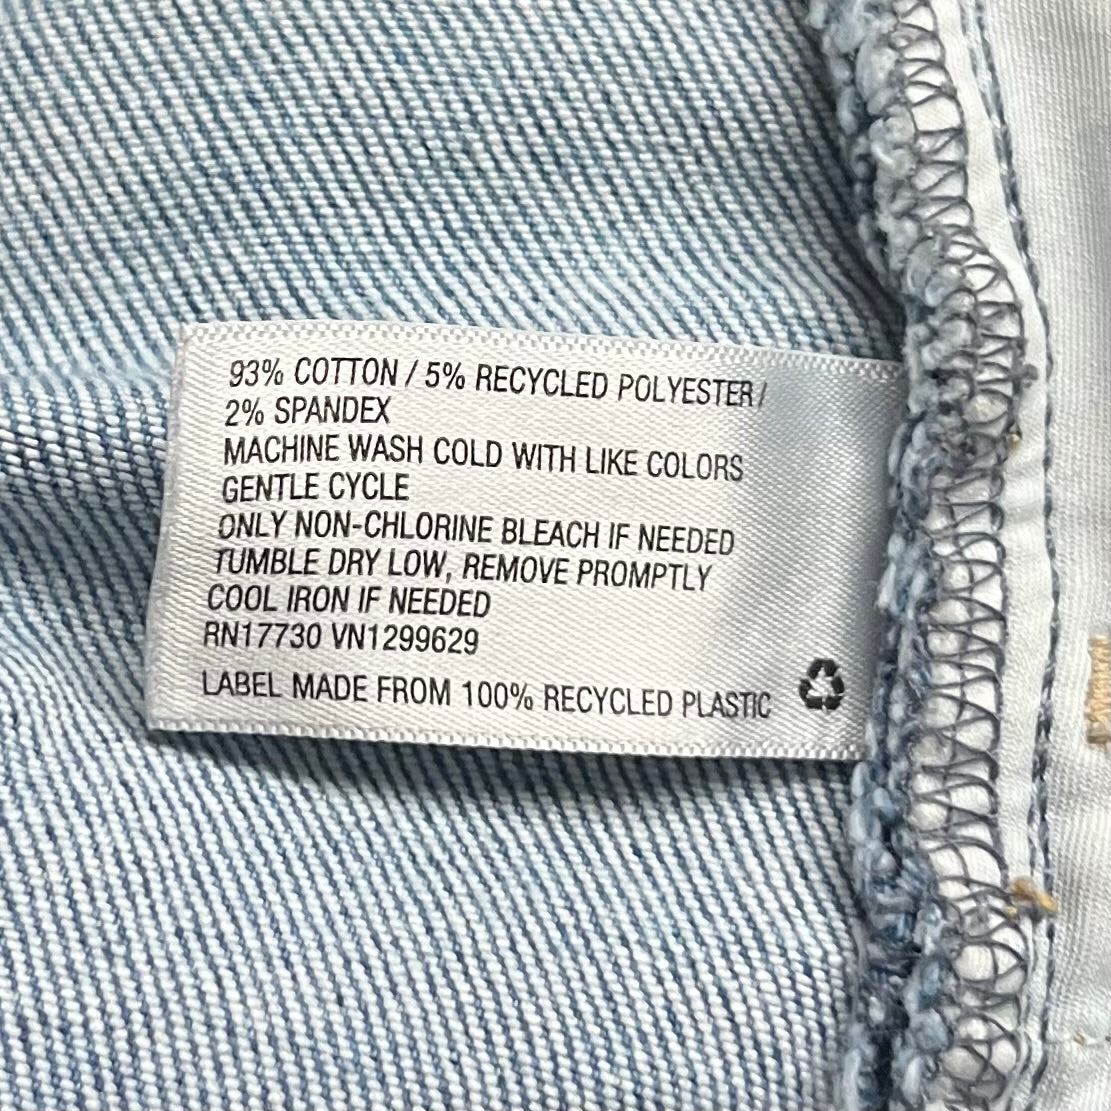 93% COTTON / 5% RECYCLED POLYESTER /
2% SPANDEX
MACHINE WASH COLD WITH LIKE COLORS
GENTLE CYCLE
ONLY NON-CHLORINE BLEACH IF NEEDED
TUMBLE DRY LOW, REMOVE PROMPTLY
COOL IRON IF NEEDED
RN17730 VN1299629
LABEL MADE FROM 100% RECYCLED PLASTIC